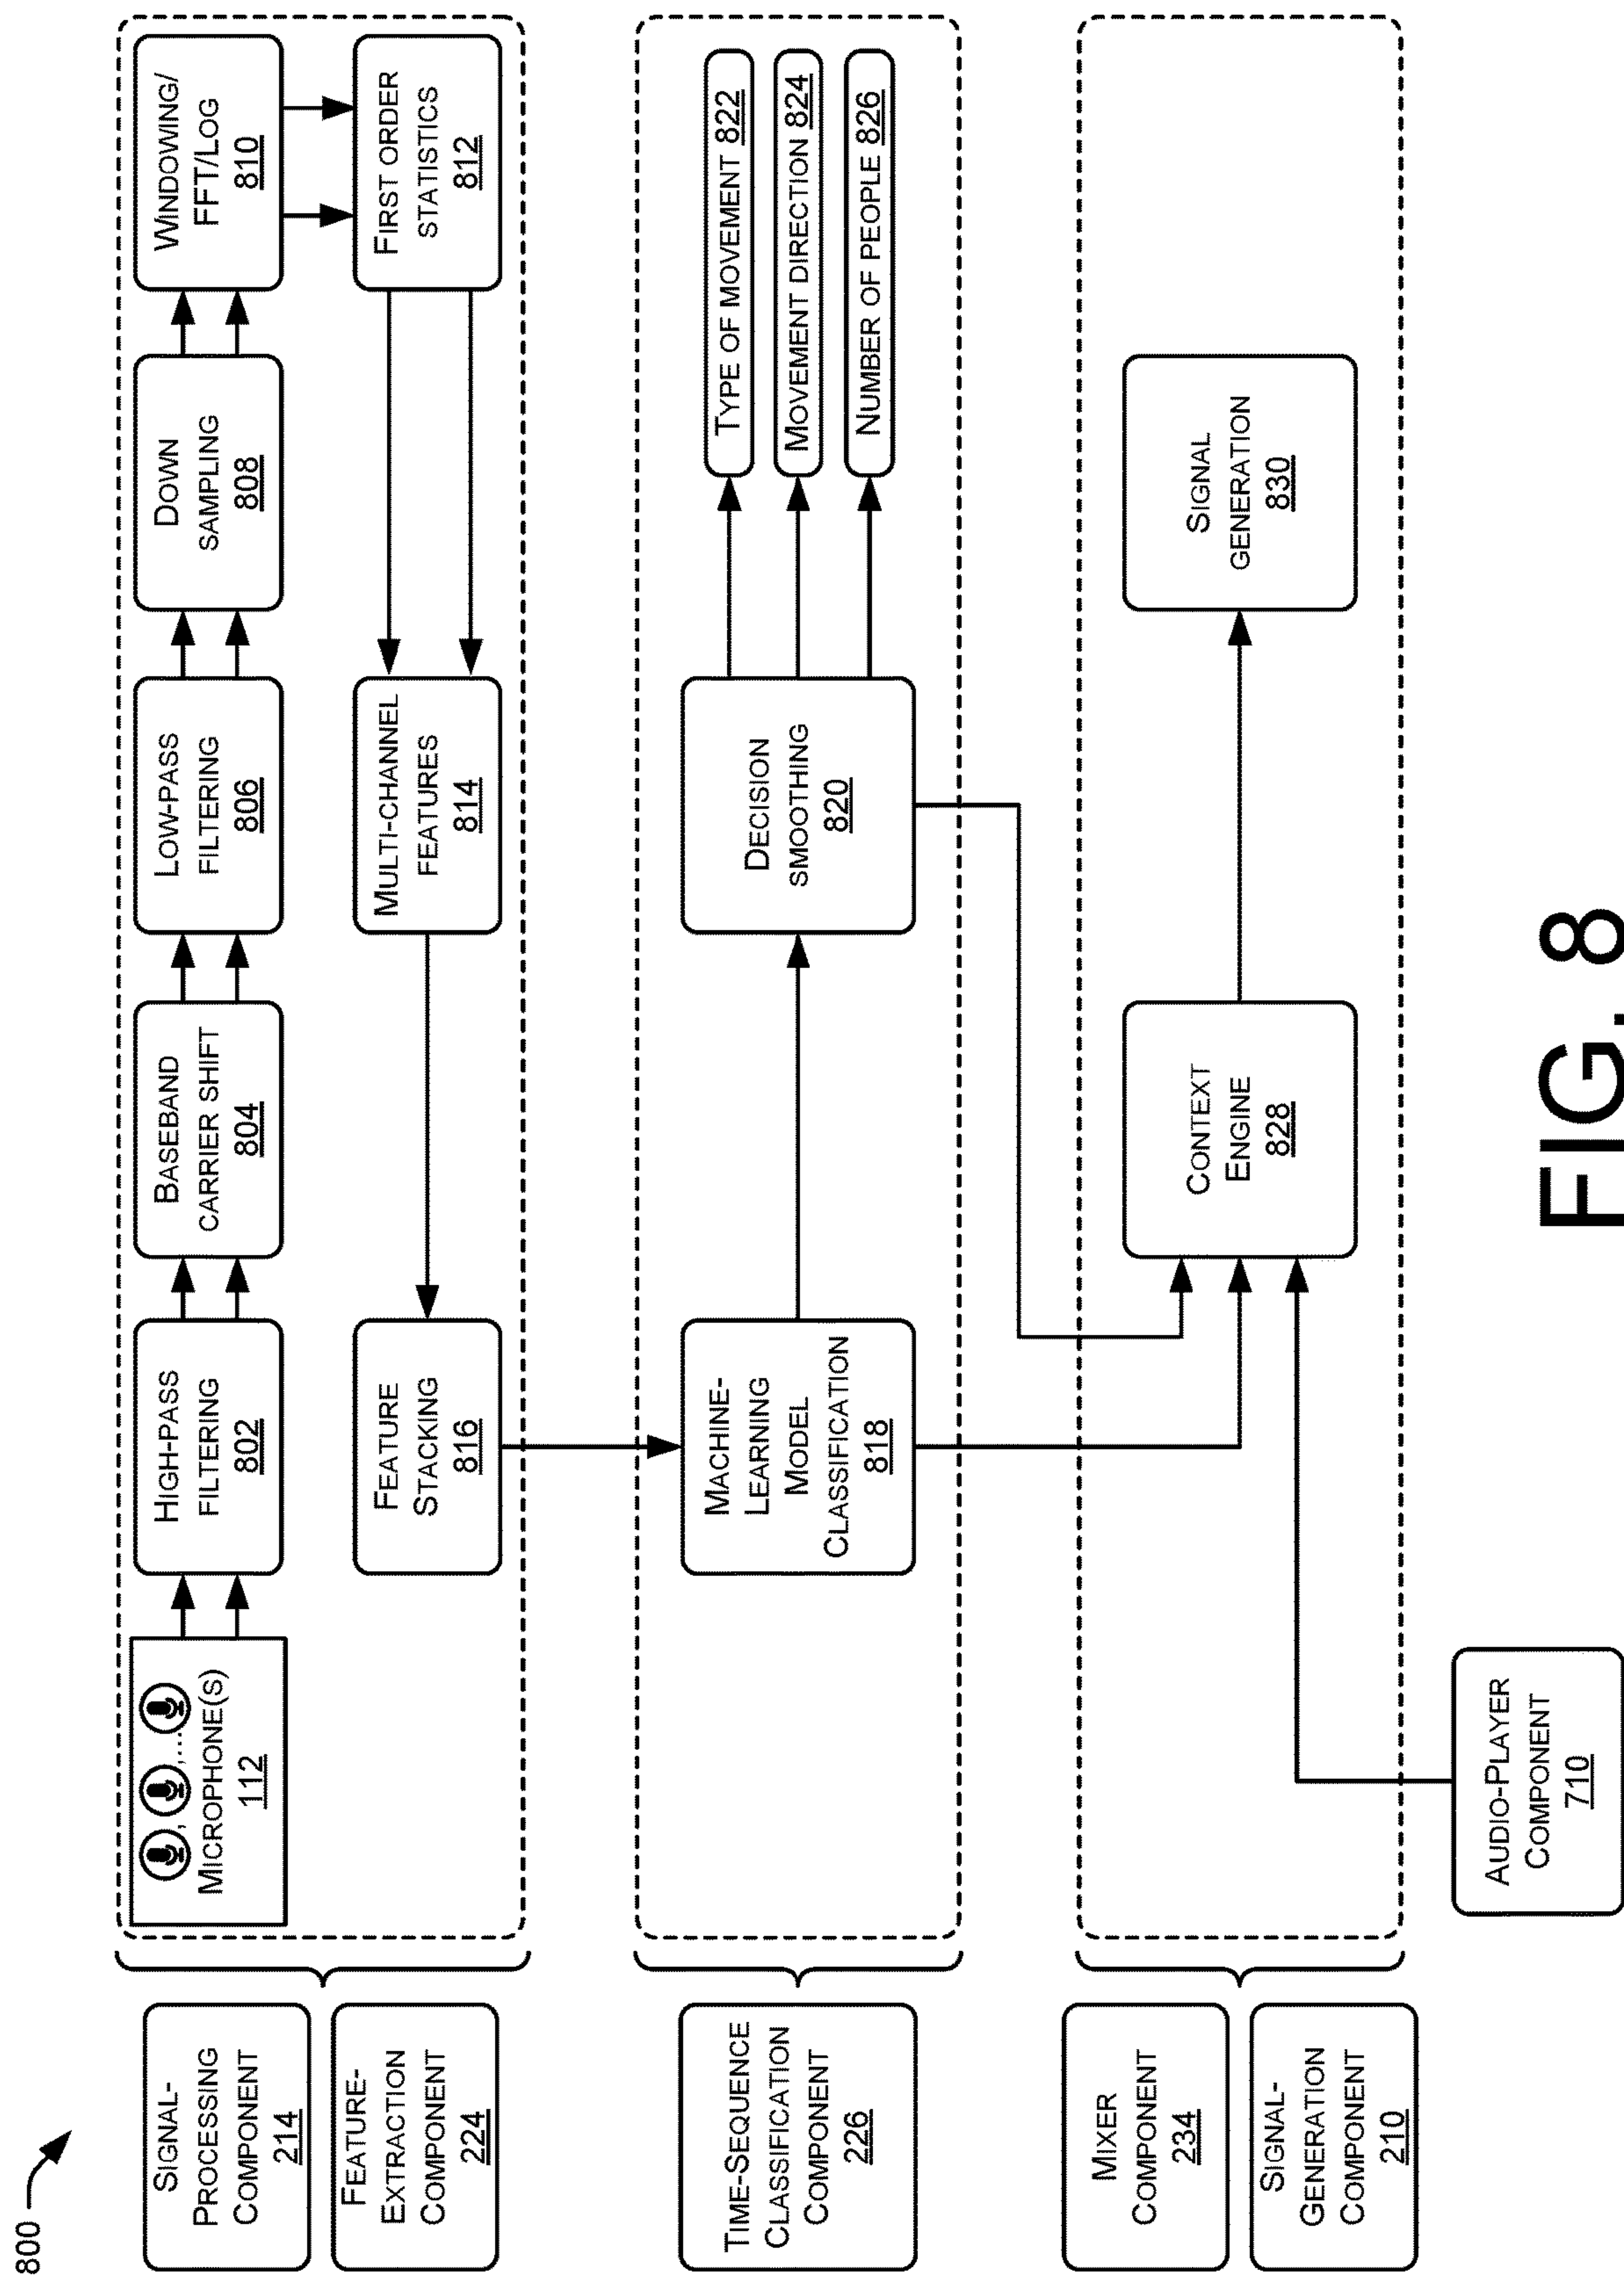 800
SIGNAL-
PROCESSING
COMPONENT
214
FEATURE-
EXTRACTION
COMPONENT
224
MICROPHONE(S)
112
HIGH-PASS
FILTERING
802
BASEBAND
CARRIER SHIFT
804
LOW-PASS
FILTERING
806
DOWN
SAMPLING
808
WINDOWING/
FFT/LOG
810
FIRST ORDER
STATISTICS
812
MULTI-CHANNEL
FEATURES
814
FEATURE
STACKING
816
TIME-SEQUENCE
CLASSIFICATION
COMPONENT
226
MACHINE-
LEARNING
MODEL
CLASSIFICATION
818
DECISION
SMOOTHING
820
TYPE OF MOVEMENT 822
MOVEMENT DIRECTION 824
NUMBER OF PEOPLE 826
MIXER
COMPONENT
234
SIGNAL-
GENERATION
COMPONENT
210
CONTEXT
ENGINE
828
SIGNAL
GENERATION
830
AUDIO-PLAYER
COMPONENT
710
FIG. 8